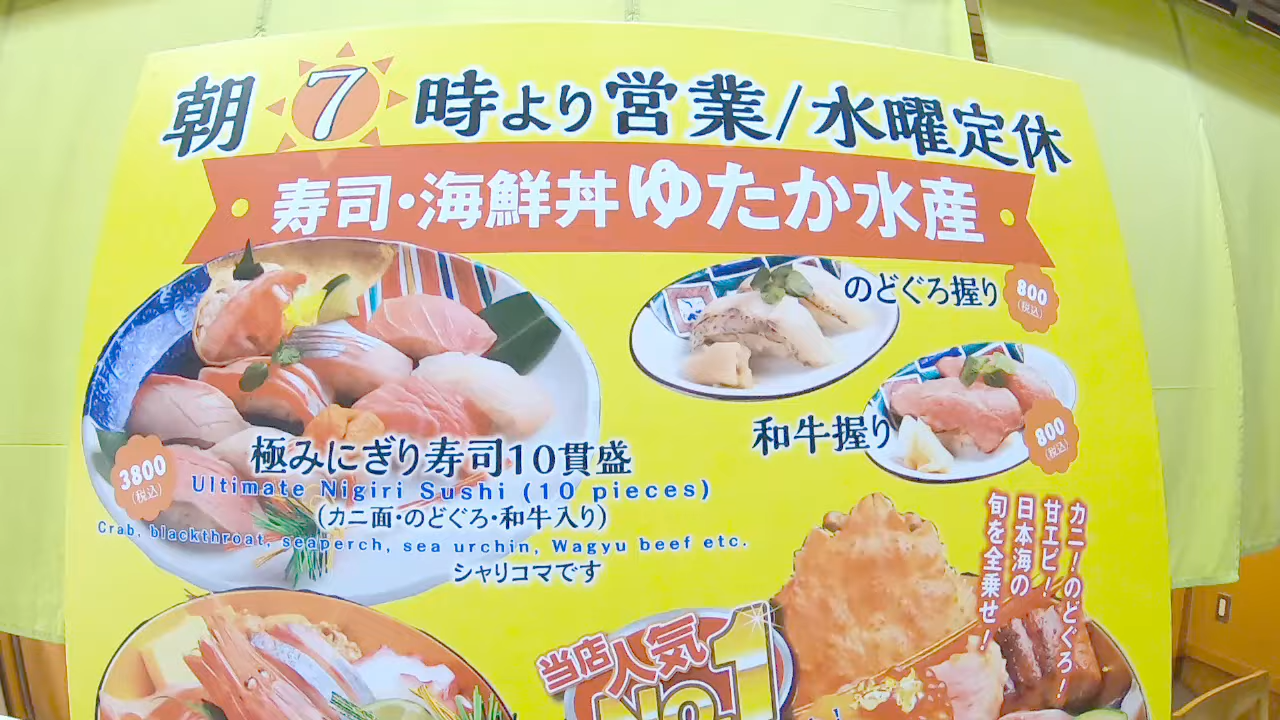 朝7時より営業/水曜定休
寿司・海鮮丼ゆたか水産
のどぐろ握り
800
(税込)
和牛握り
800
(税込)
3800
(税込)
極みにぎり寿司10貫盛
Ultimate Nigiri Sushi (10 pieces)
(カニ面・のどぐろ・和牛入り)
Crab, blackthroat, seaperch, sea urchin, Wagyu beef etc.
シャリコマです
カニ!のどぐろ!
甘エビ!
日本海の
旬を全乗せ!
当店人気
No.1